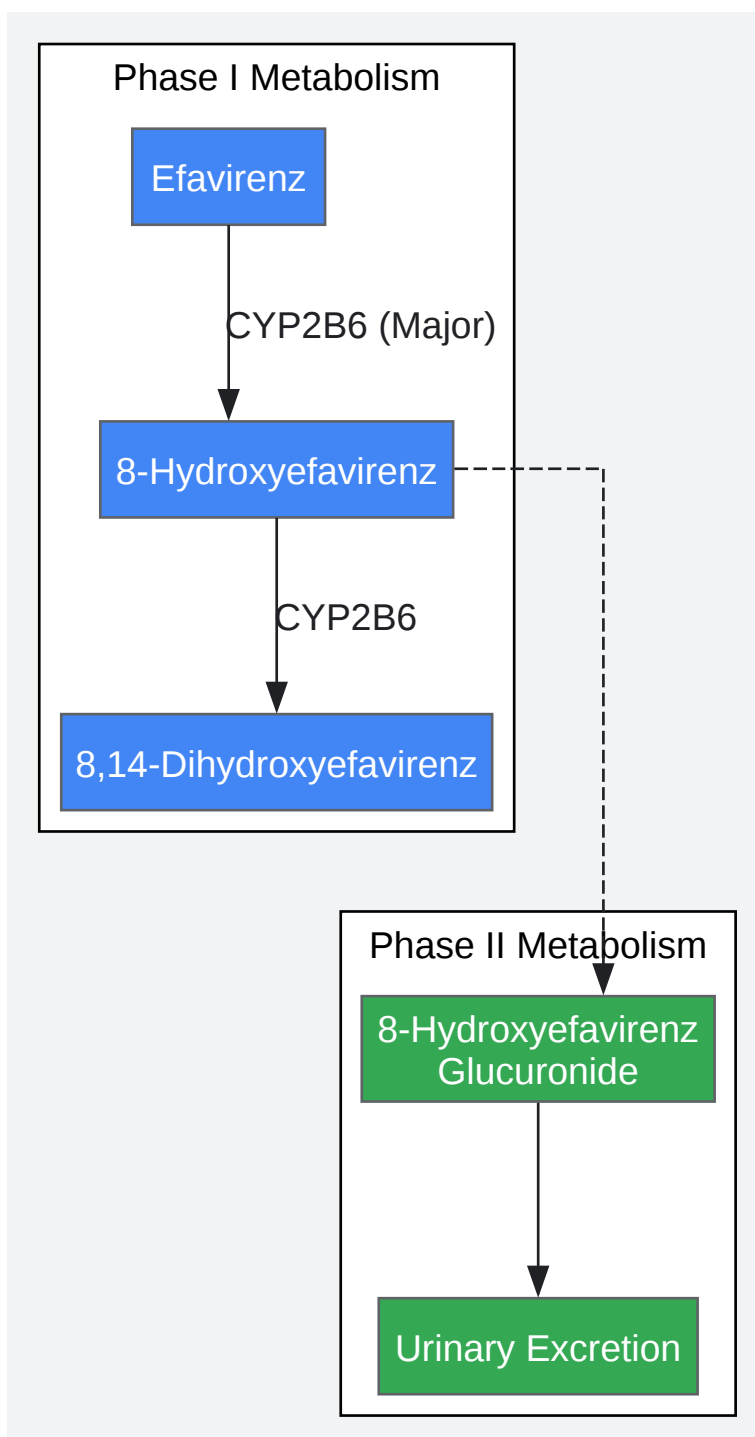 Phase I Metabolism
Efavirenz
CYP2B6 (Major)
8-Hydroxyefavirenz
CYP2B6
8,14-Dihydroxyefavirenz
Phase II Metabolism
8-Hydroxyefavirenz
Glucuronide
Urinary Excretion